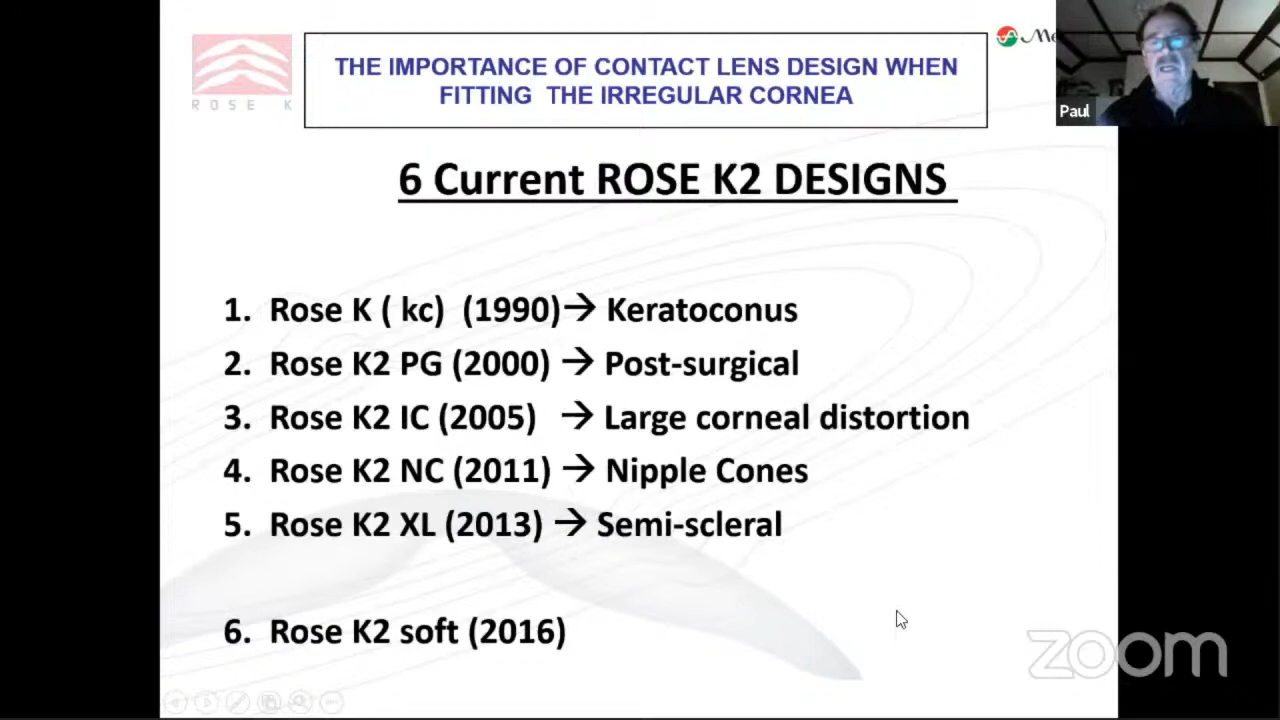 ROSE K
THE IMPORTANCE OF CONTACT LENS DESIGN WHEN
FITTING THE IRREGULAR CORNEA
Me
Paul
6 Current ROSE K2 DESIGNS
1. Rose K ( kc) (1990)→ Keratoconus
2. Rose K2 PG (2000) → Post-surgical
3. Rose K2 IC (2005) → Large corneal distortion
4. Rose K2 NC (2011) → Nipple Cones
5. Rose K2 XL (2013) → Semi-scleral
6. Rose K2 soft (2016)
zoom